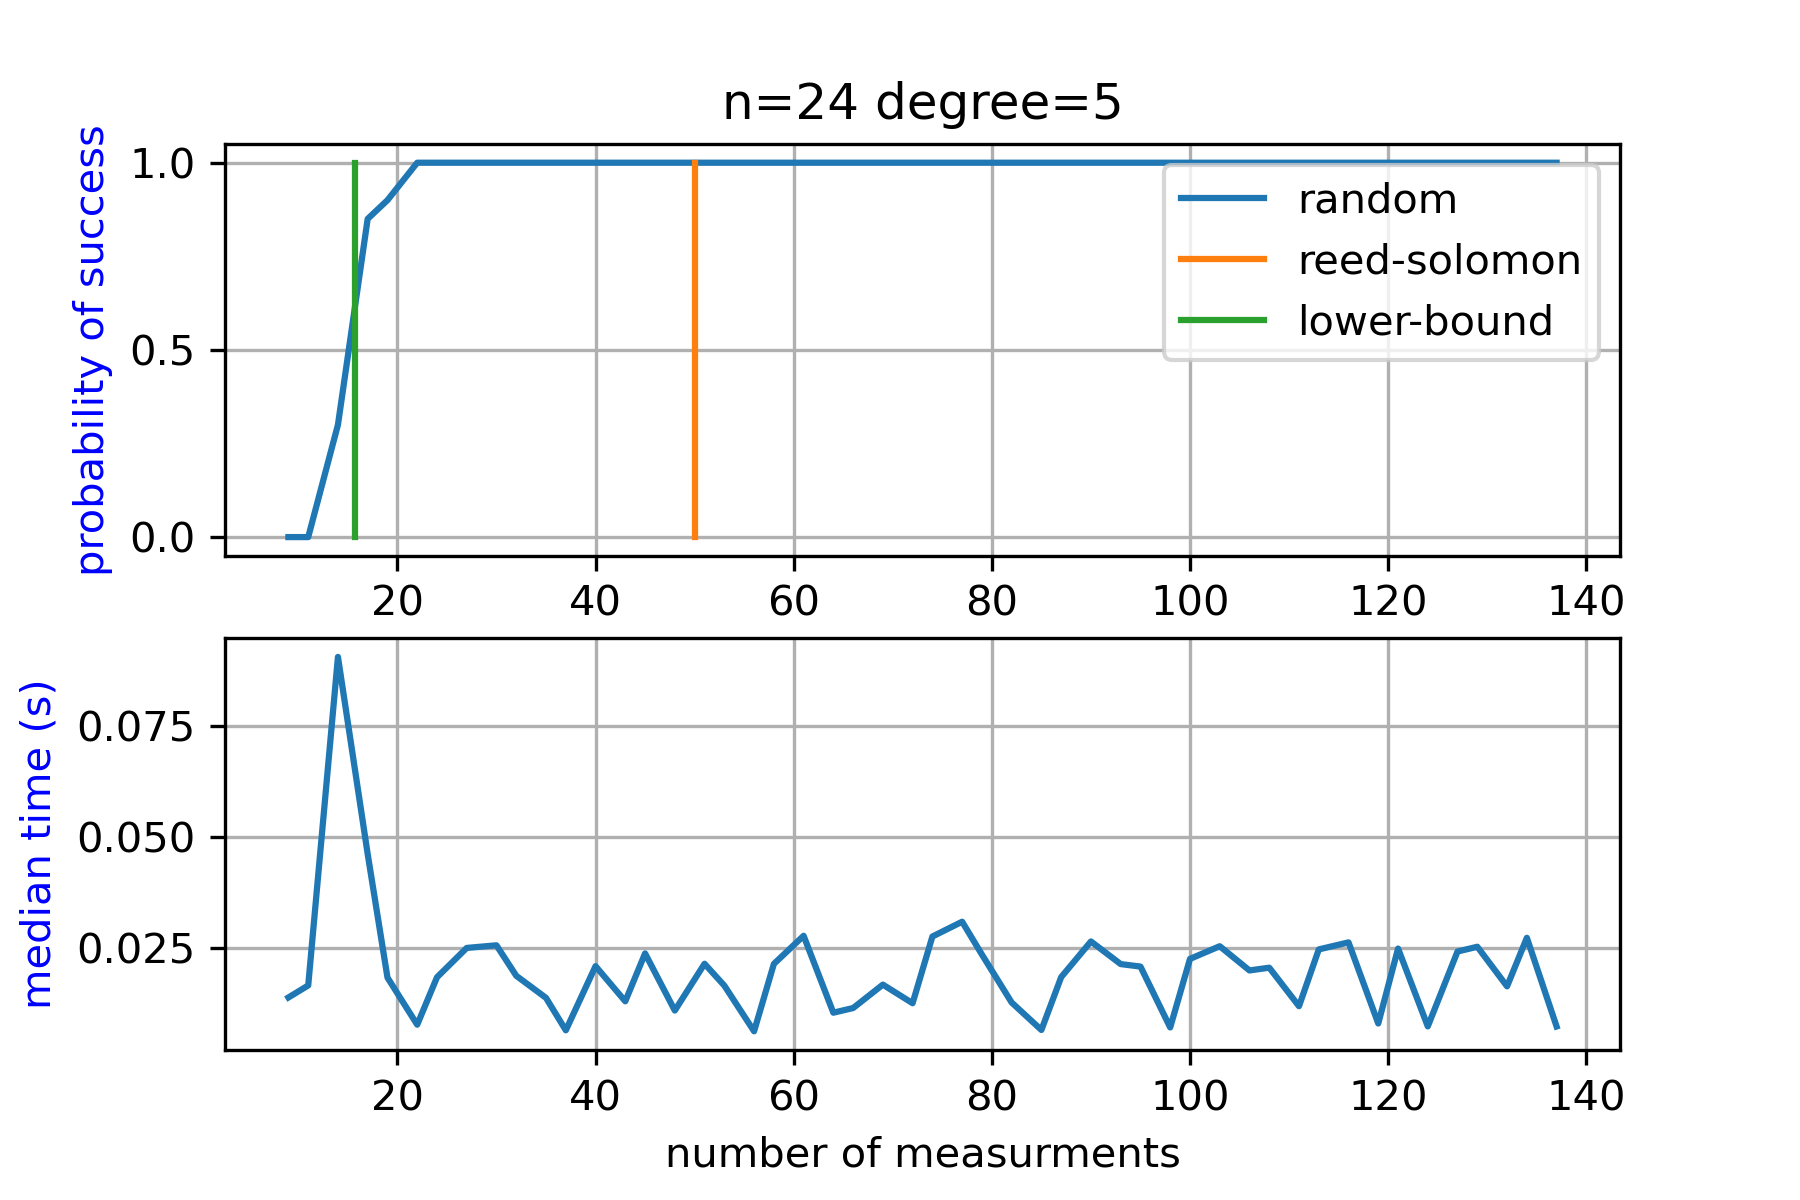 n=24 degree=5
probability of success
1.0
0.5
0.0
random
reed-solomon
lower-bound
20 40 60 80 100 120 140
median time (s)
0.075
0.050
0.025
20 40 60 80 100 120 140
number of measurments